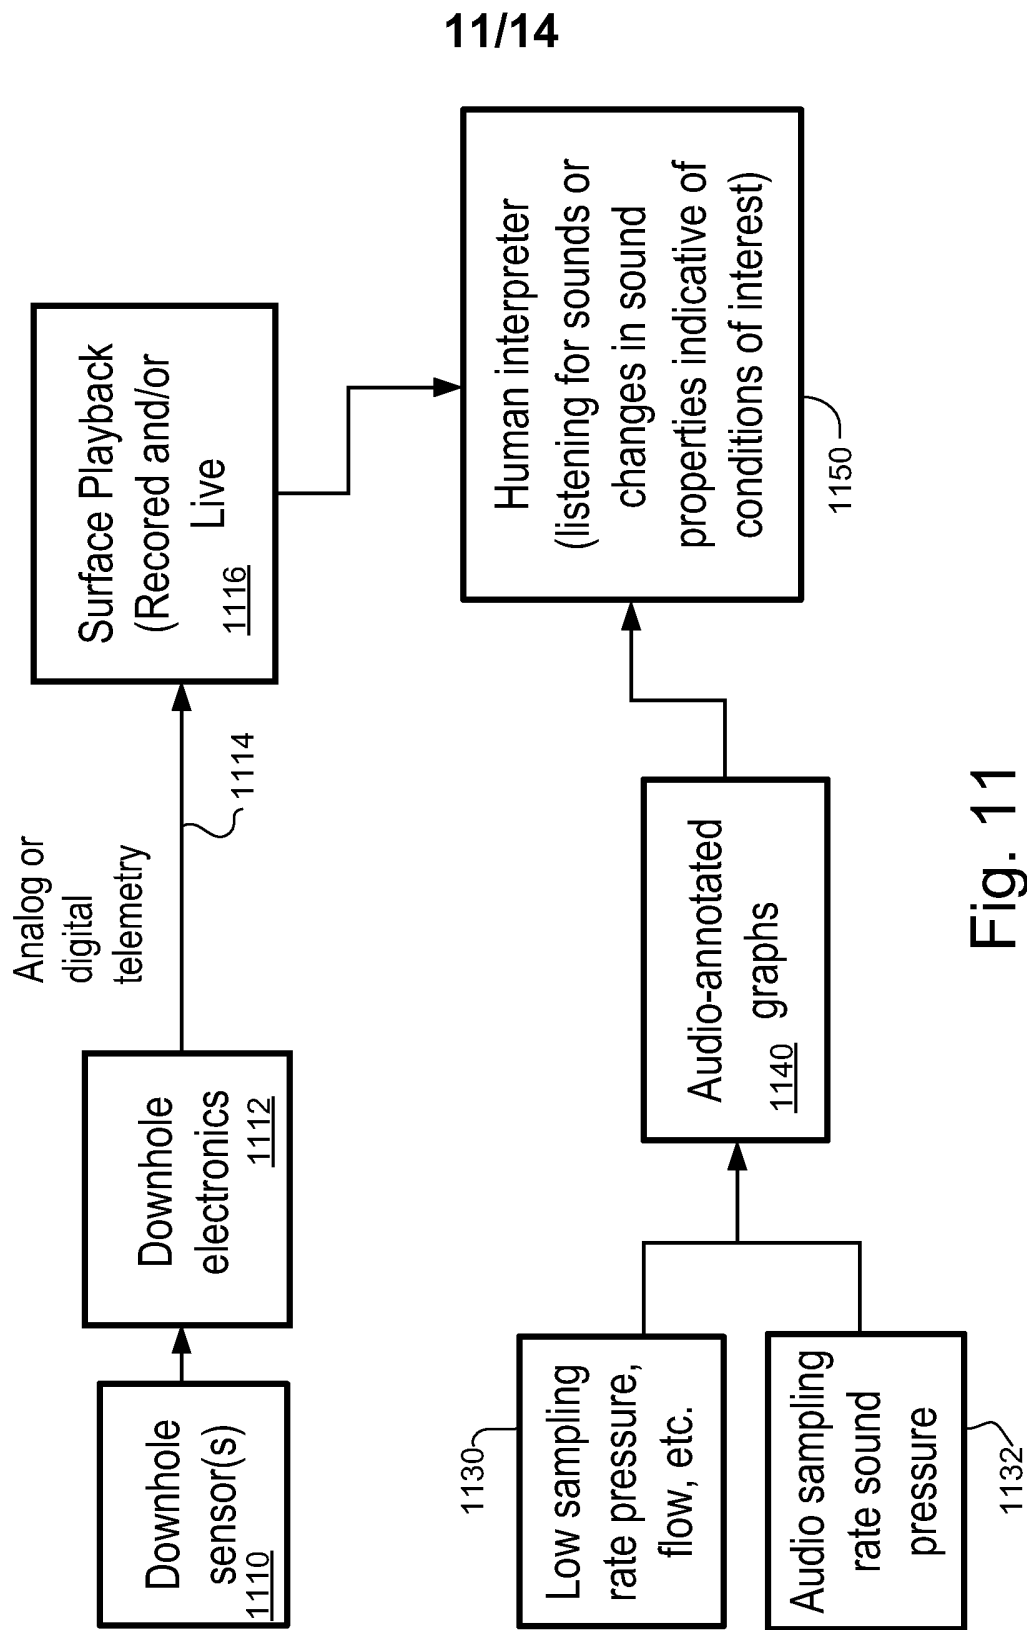 11/14
Downhole
sensor(s)
1110
Downhole
electronics
1112
Analog or
digital
telemetry
1114
Surface Playback
(Recored and/or
Live
1116
Low sampling
rate pressure,
flow, etc.
1130
Audio sampling
rate sound
pressure
1132
Audio-annotated
graphs
1140
Human interpreter
(listening for sounds or
changes in sound
properties indicative of
conditions of interest)
1150
Fig. 11